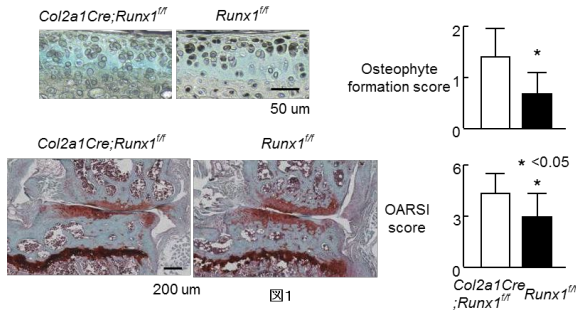 Col2a1Cre;Runx1f/f
Runx1f/f
50 um
Col2a1Cre;Runx1f/f
Runx1f/f
200 um
図1
Osteophyte
formation score
2
1
0
*
OARSI
score
6
3
0
* <0.05
*
Col2a1Cre
;Runx1f/f
Runx1f/f